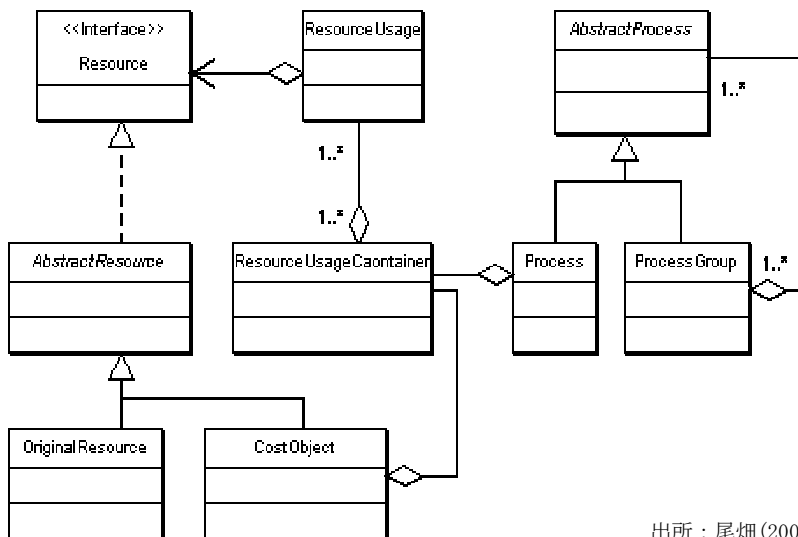 <<Interface>>
Resource
ResourceUsage
AbstractProcess
1..*
1..*
1..*
AbstractResource
ResourceUsageCaontainer
Process
ProcessGroup
1..*
OriginalResource
CostObject
出所：尾畑(200